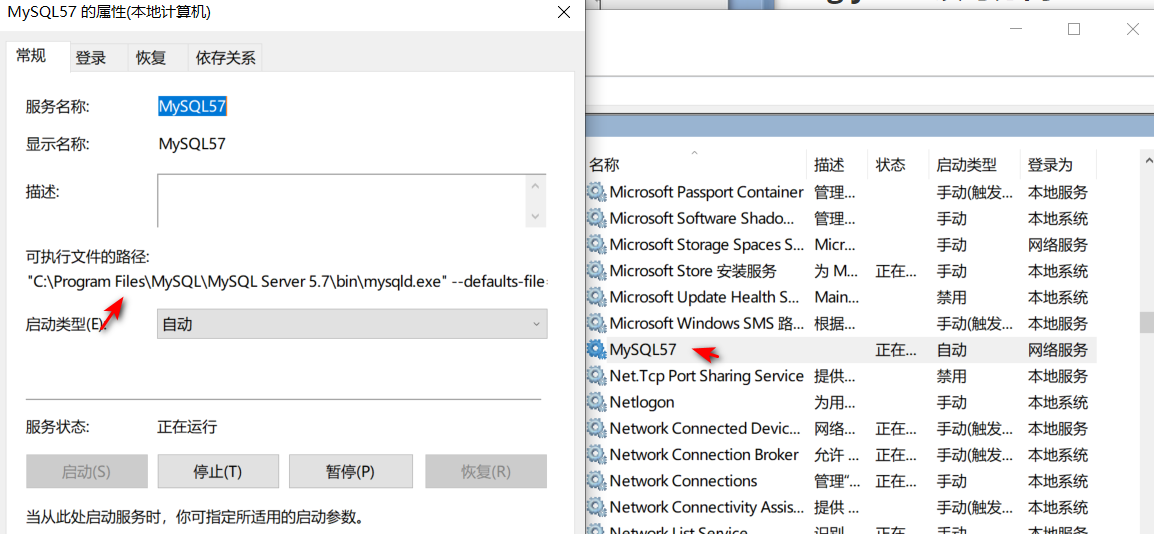 MySQL57 的属性(本地计算机)
常规 登录 恢复 依存关系
服务名称: MySQL57
显示名称: MySQL57
描述:
可执行文件的路径:
"C:\Program Files\MySQL\MySQL Server 5.7\bin\mysqld.exe" --defaults-file=
启动类型(E): 自动
服务状态: 正在运行
启动(S) 停止(T) 暂停(P) 恢复(R)
当从此处启动服务时，你可指定所适用的启动参数。
名称 描述 状态 启动类型 登录为
Microsoft Passport Container 管理... 手动(触发... 本地服务
Microsoft Software Shado... 管理... 手动 本地系统
Microsoft Storage Spaces S... Micr... 手动 网络服务
Microsoft Store 安装服务 为 M... 正在... 手动 本地系统
Microsoft Update Health S... Main... 禁用 本地系统
Microsoft Windows SMS 路... 根据... 手动(触发... 本地服务
MySQL57 正在... 自动 网络服务
Net.Tcp Port Sharing Service 提供... 禁用 本地服务
Netlogon 为用... 手动 本地系统
Network Connected Devic... 网络... 正在... 手动(触发... 本地服务
Network Connection Broker 允许 ... 正在... 手动(触发... 本地系统
Network Connections 管理"... 正在... 手动 本地系统
Network Connectivity Assis... 提供 ... 手动(触发... 本地系统
Network List Service 识别... 正在... 手动 本地服务